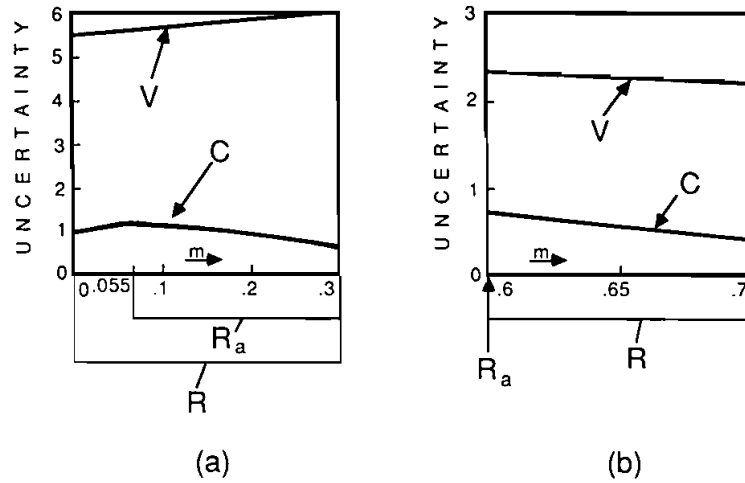 UNCERTAINTY
6
5
4
3
2
1
0
V
C
m
0 .055 .1 .2 .3
Ra
R
(a)
UNCERTAINTY
3
2
1
0
V
C
m
.6 .65 .7
Ra
R
(b)